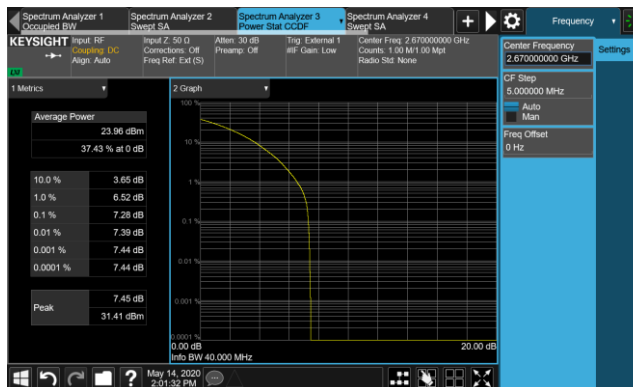 Spectrum Analyzer 1
Occupied BW
Spectrum Analyzer 2
Swept SA
Spectrum Analyzer 3
Power Stat CCDF
Spectrum Analyzer 4
Swept SA
Frequency
KEYSIGHT
Input: RF
Coupling: DC
Align: Auto
Input Z: 50 Ω
Corrections: Off
Freq Ref: Ext (S)
Atten: 30 dB
Preamp: Off
Trig: External 1
#IF Gain: Low
Center Freq: 2.670000000 GHz
Counts: 1.00 M/1.00 Mpt
Radio Std: None
Center Frequency
2.670000000 GHz
Settings
CF Step
5.000000 MHz
Auto
Man
Freq Offset
0 Hz
1 Metrics
Average Power
23.96 dBm
37.43 % at 0 dB
10.0 % 3.65 dB
1.0 % 6.52 dB
0.1 % 7.28 dB
0.01 % 7.39 dB
0.001 % 7.44 dB
0.0001 % 7.44 dB
Peak
7.45 dB
31.41 dBm
2 Graph
100 %
10 %
1 %
0.1 %
0.01 %
0.001 %
0.0001 %
0.00 dB
20.00 dB
Info BW 40.000 MHz
May 14, 2020
2:01:32 PM